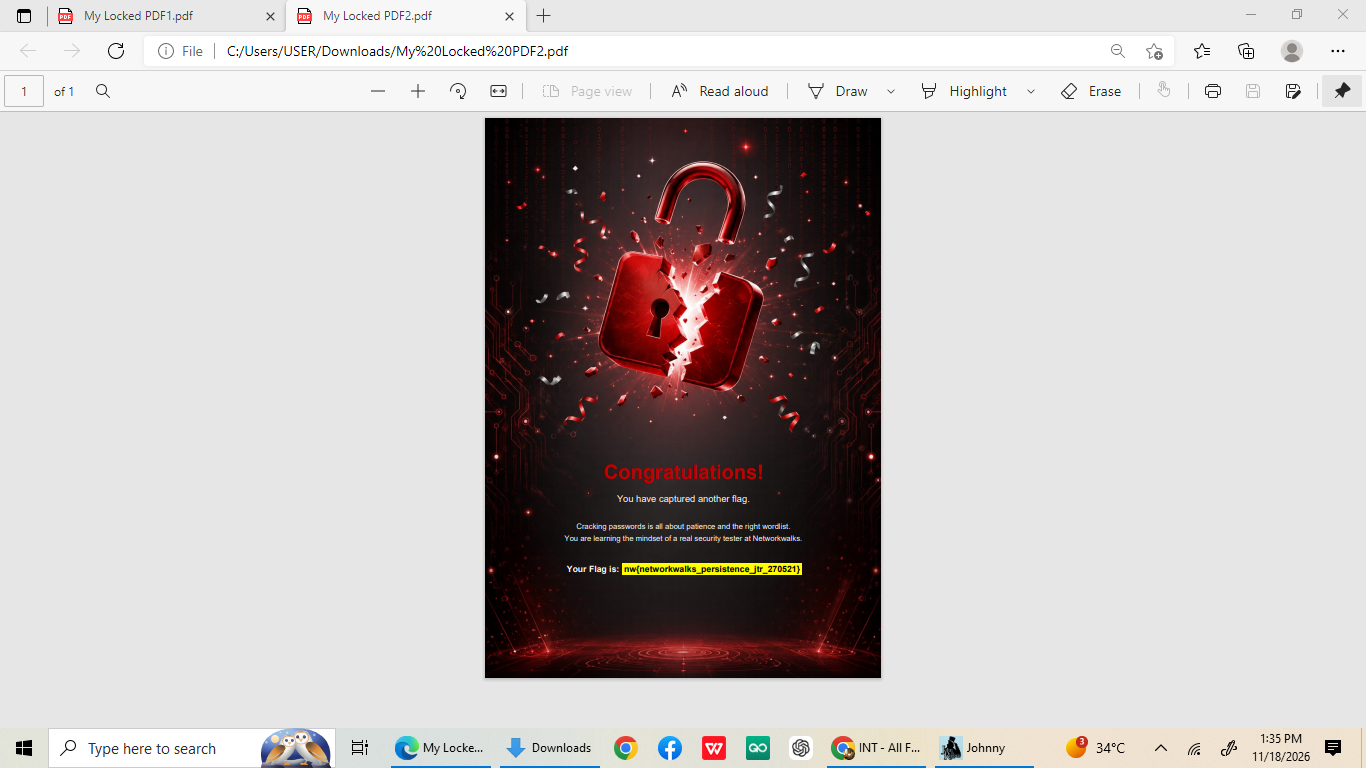 My Locked PDF1.pdf
My Locked PDF2.pdf
File
C:/Users/USER/Downloads/My%20Locked%20PDF2.pdf
1 of 1
Page view
Read aloud
Draw
Highlight
Erase
Congratulations!
You have captured another flag.
Cracking passwords is all about patience and the right wordlist.
You are learning the mindset of a real security tester at Networkwalks.
Your Flag is: nw{networkwalks_persistence_jtr_270521}
Type here to search
My Locke...
Downloads
INT - All F...
Johnny
3
34°C
1:35 PM
11/18/2026